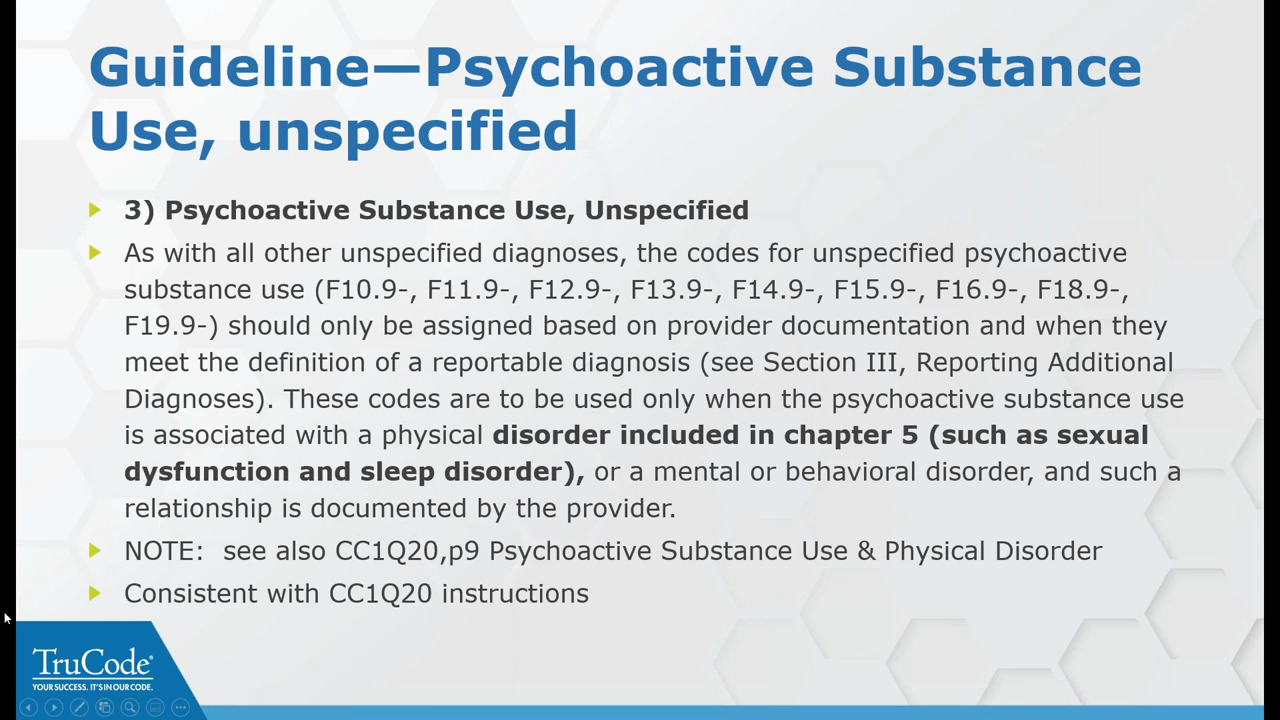 Guideline—Psychoactive Substance
Use, unspecified
3) Psychoactive Substance Use, Unspecified
As with all other unspecified diagnoses, the codes for unspecified psychoactive
substance use (F10.9-, F11.9-, F12.9-, F13.9-, F14.9-, F15.9-, F16.9-, F18.9-,
F19.9-) should only be assigned based on provider documentation and when they
meet the definition of a reportable diagnosis (see Section III, Reporting Additional
Diagnoses). These codes are to be used only when the psychoactive substance use
is associated with a physical disorder included in chapter 5 (such as sexual
dysfunction and sleep disorder), or a mental or behavioral disorder, and such a
relationship is documented by the provider.
NOTE:  see also CC1Q20,p9 Psychoactive Substance Use & Physical Disorder
Consistent with CC1Q20 instructions
TruCode®
YOUR SUCCESS. IT'S IN OUR CODE.